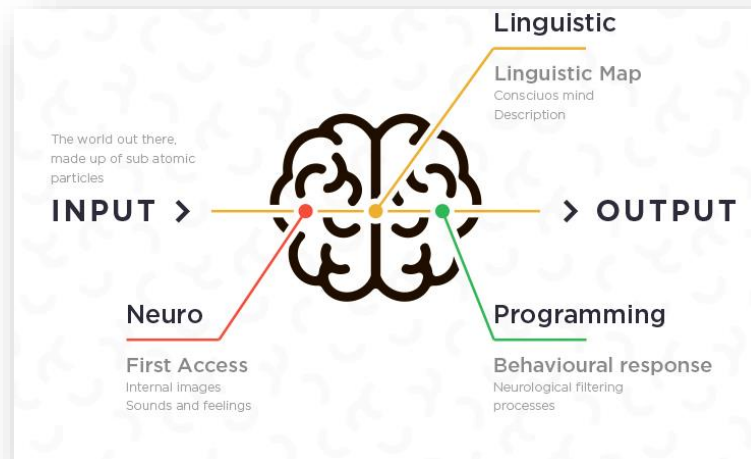 Linguistic
Linguistic Map
Consciuos mind
Description
The world out there,
made up of sub atomic
particles
INPUT >
> OUTPUT
Neuro
First Access
Internal images
Sounds and feelings
Programming
Behavioural response
Neurological filtering
processes